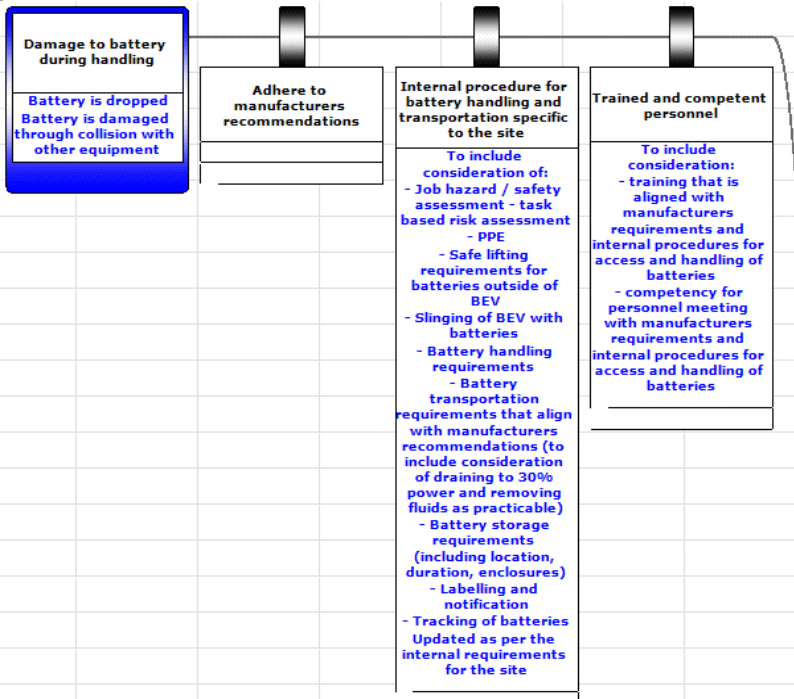 Damage to battery
during handling
Battery is dropped
Battery is damaged
through collision with
other equipment
Adhere to
manufacturers
recommendations
Internal procedure for
battery handling and
transportation specific
to the site
To include
consideration of:
- Job hazard / safety
assessment - task
based risk assessment
- PPE
- Safe lifting
requirements for
batteries outside of
BEV
- Slinging of BEV with
batteries
- Battery handling
requirements
- Battery
transportation
requirements that align
with manufacturers
recommendations (to
include consideration
of draining to 30%
power and removing
fluids as practicable)
- Battery storage
requirements
(including location,
duration, enclosures)
- Labelling and
notification
- Tracking of batteries
Updated as per the
internal requirements
for the site
Trained and competent
personnel
To include
consideration:
- training that is
aligned with
manufacturers
requirements and
internal procedures for
access and handling of
batteries
- competency for
personnel meeting
with manufacturers
requirements and
internal procedures for
access and handling of
batteries